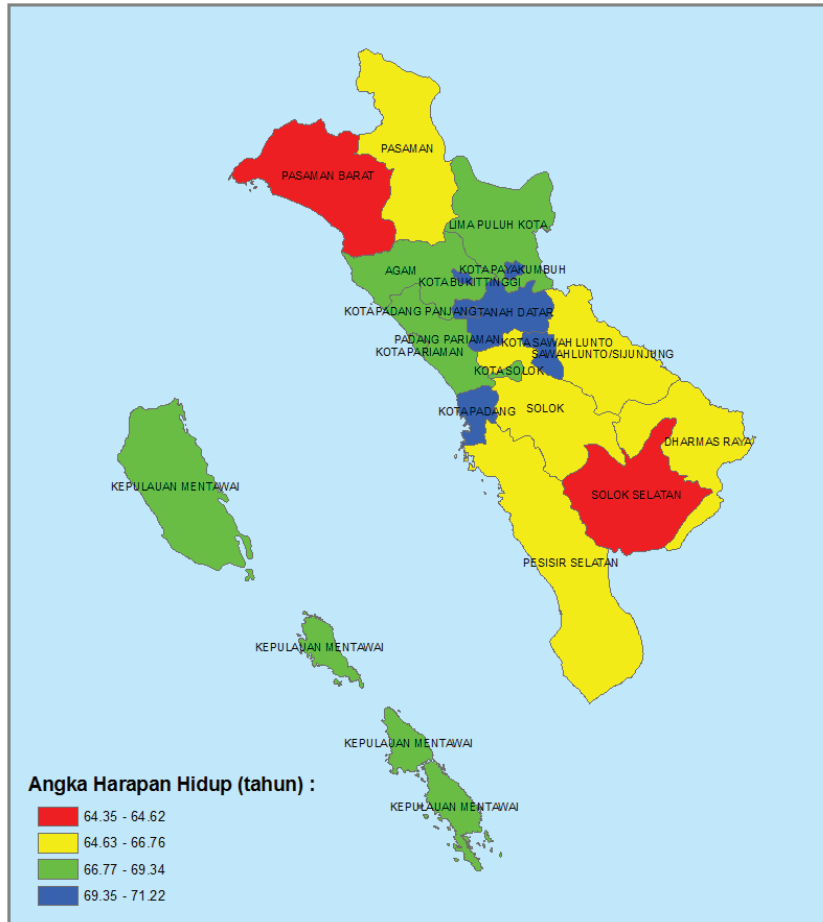 PASAMAN
PASAMAN BARAT
LIMA PULUH KOTA
AGAM
KOTA PAYAKUMBUH
KOTA BUKITTINGGI
KOTA PADANG PANJANG
TANAH DATAR
PADANG PARIAMAN
KOTA SAWAH LUNTO
KOTA PARIAMAN
SAWAHLUNTO/SIJUNJUNG
KOTA SOLOK
KOTA PADANG
SOLOK
DHARMAS RAYA
KEPULAUAN MENTAWAI
SOLOK SELATAN
PESISIR SELATAN
KEPULAUAN MENTAWAI
KEPULAUAN MENTAWAI
KEPULAUAN MENTAWAI
Angka Harapan Hidup (tahun) :
64.35 - 64.62
64.63 - 66.76
66.77 - 69.34
69.35 - 71.22